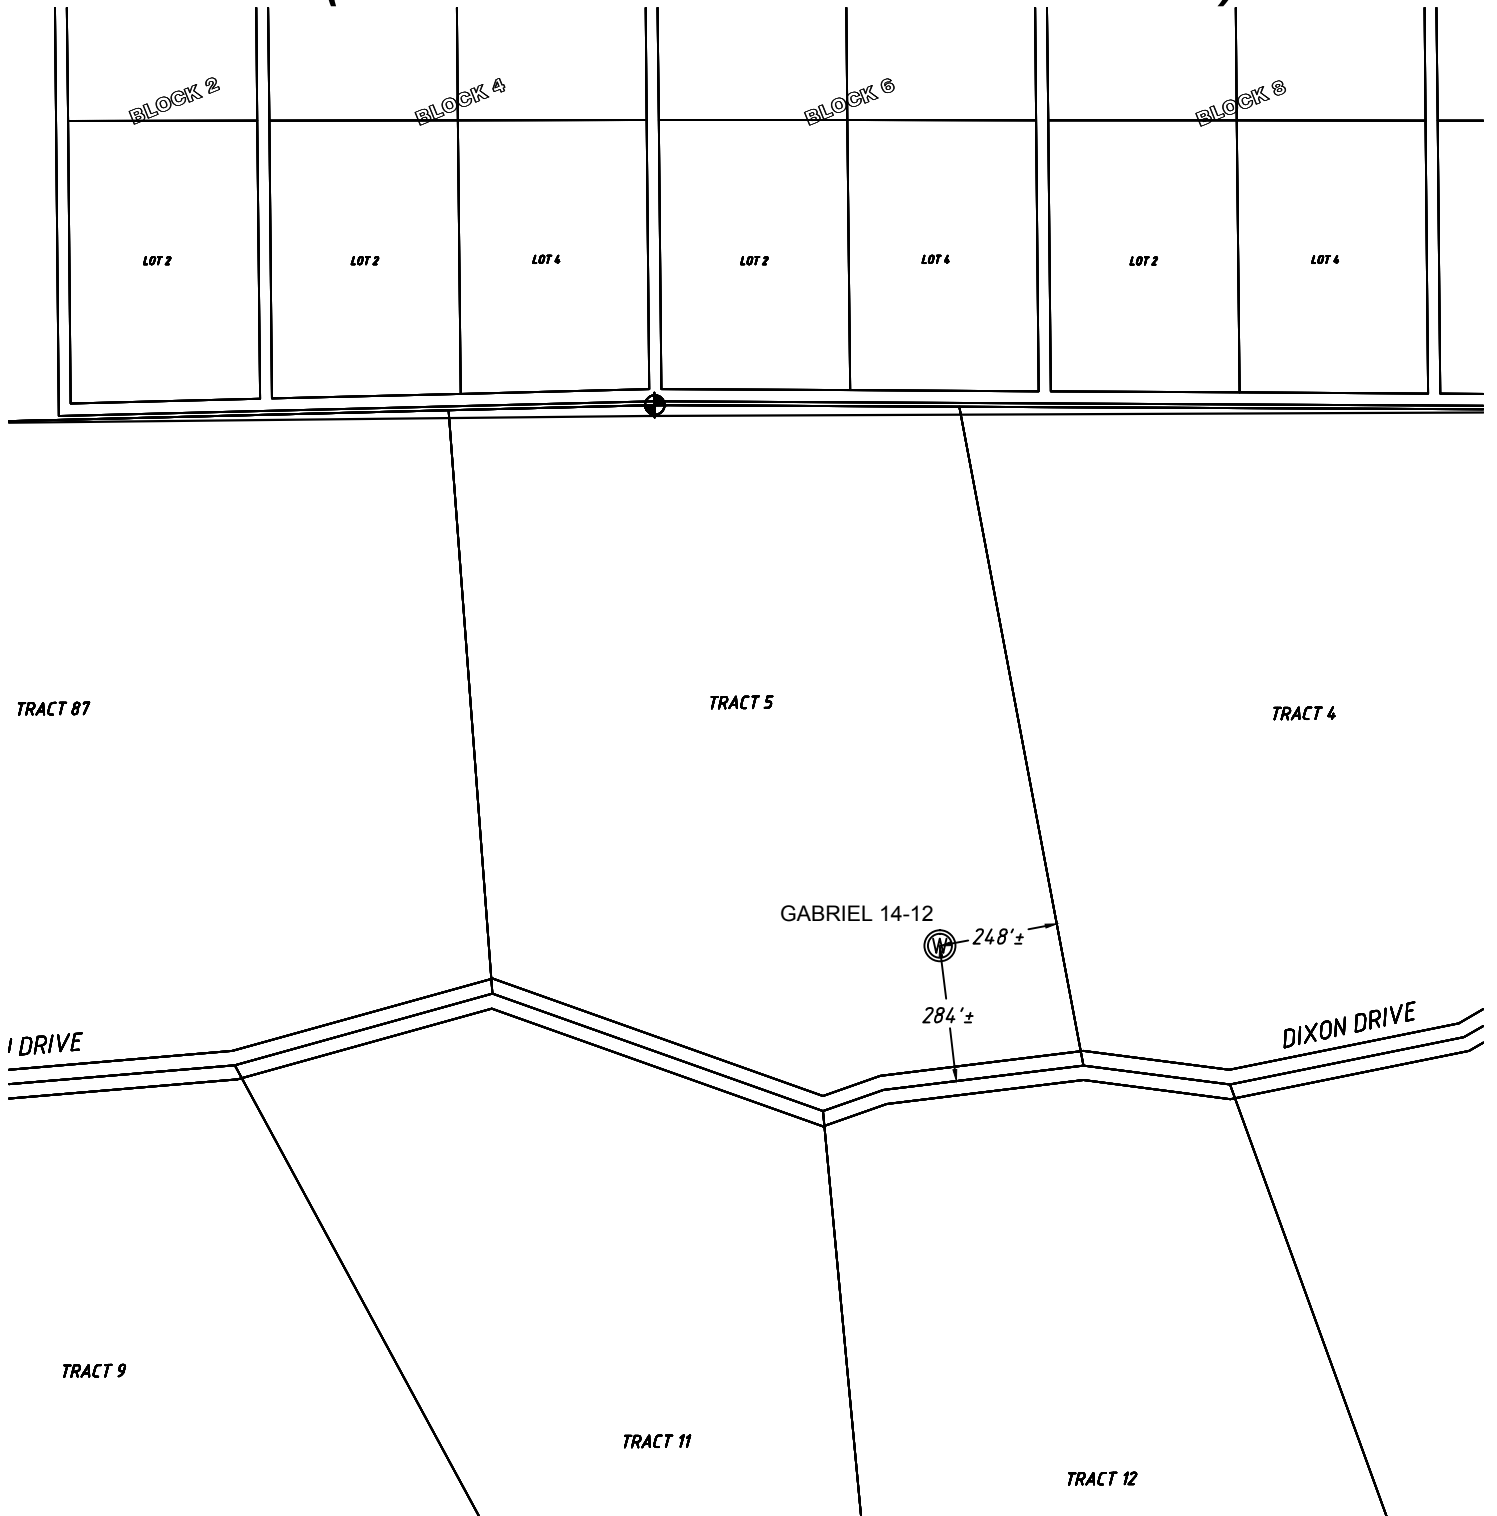 BLOCK 2
BLOCK 4
BLOCK 6
BLOCK 8
LOT 2
LOT 2
LOT 4
LOT 2
LOT 4
LOT 2
LOT 4
TRACT 87
TRACT 5
TRACT 4
GABRIEL 14-12
W
248'±
284'±
DRIVE
DIXON DRIVE
TRACT 9
TRACT 11
TRACT 12